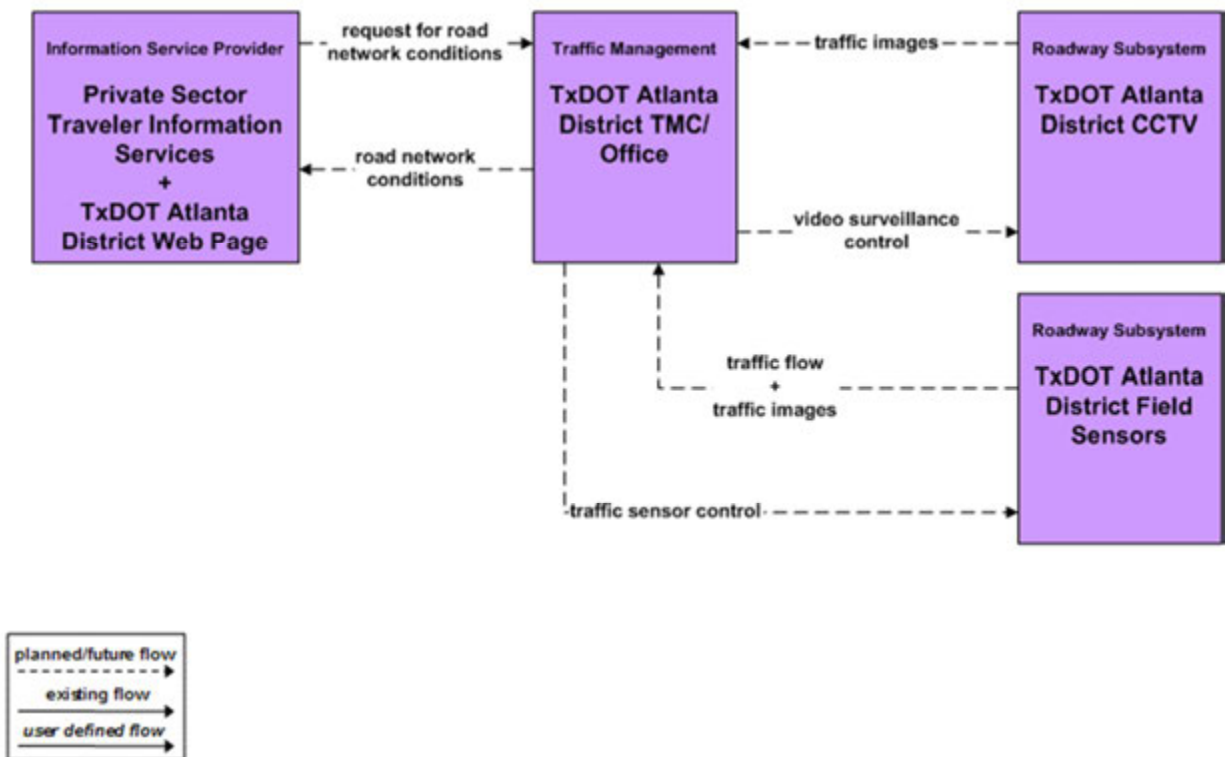 Information Service Provider
Private Sector
Traveler Information
Services
+
TxDOT Atlanta
District Web Page
request for road
network conditions
road network
conditions
Traffic Management
TxDOT Atlanta
District TMC/
Office
traffic images
video surveillance
control
Roadway Subsystem
TxDOT Atlanta
District CCTV
traffic flow
+
traffic images
traffic sensor control
Roadway Subsystem
TxDOT Atlanta
District Field
Sensors
planned/future flow
existing flow
user defined flow